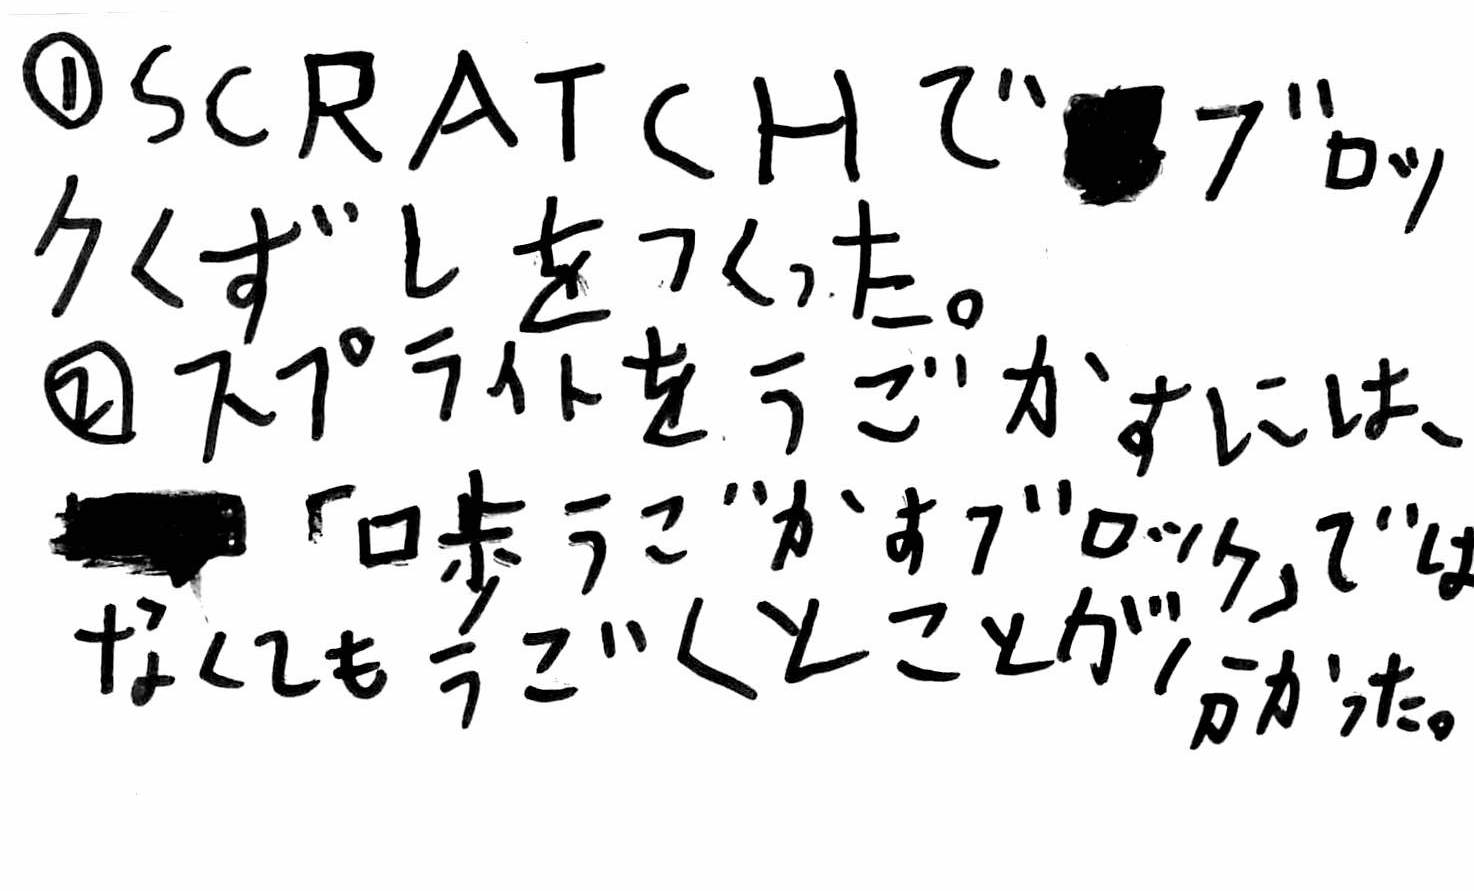 ①SCRATCHで ブロッ
クくずしをつくった。
②スプライトをうごかすには、
「口歩うごかすブロック」では
なくてもうごくとことが分かった。